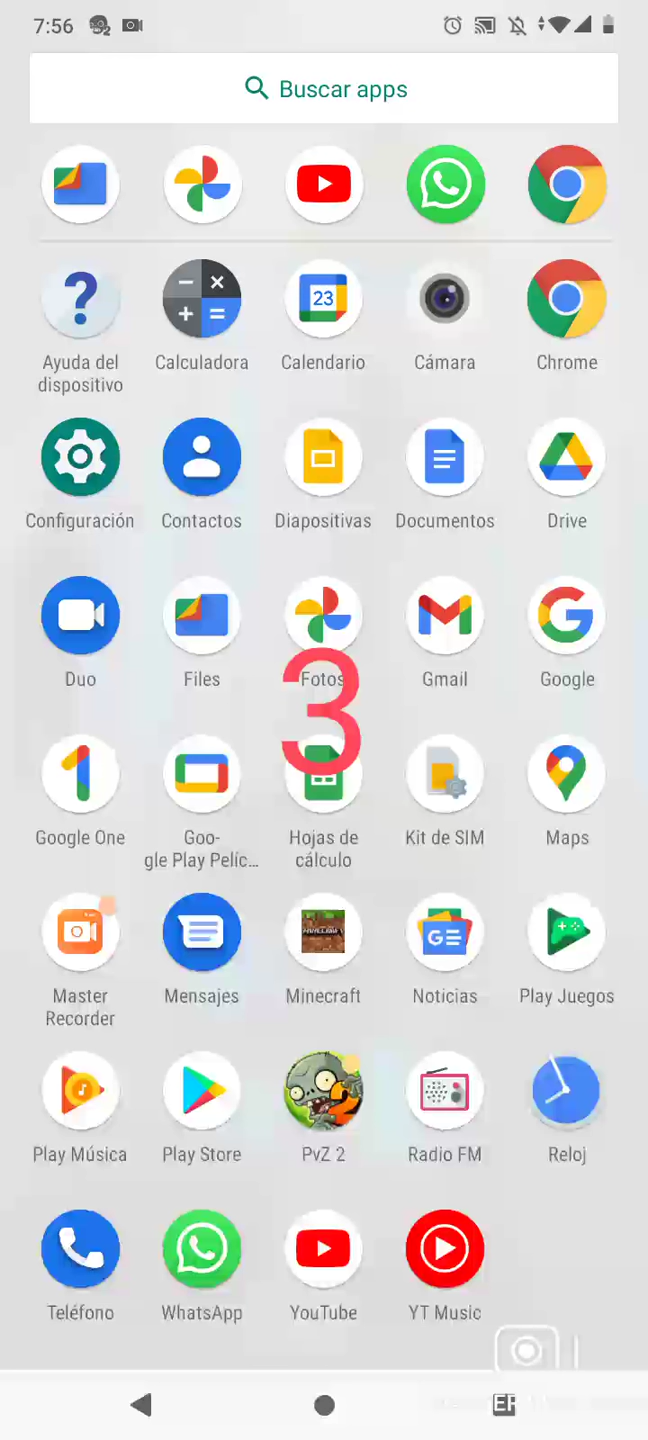 7:56
Buscar apps
23
Ayuda del dispositivo
Calculadora
Calendario
Cámara
Chrome
Configuración
Contactos
Diapositivas
Documentos
Drive
Duo
Files
Fotos
Gmail
Google
3
Google One
Goo-
gle Play Pelíc...
Hojas de
cálculo
Kit de SIM
Maps
Master
Recorder
Mensajes
Minecraft
Noticias
Play Juegos
Play Música
Play Store
PvZ 2
Radio FM
Reloj
Teléfono
WhatsApp
YouTube
YT Music